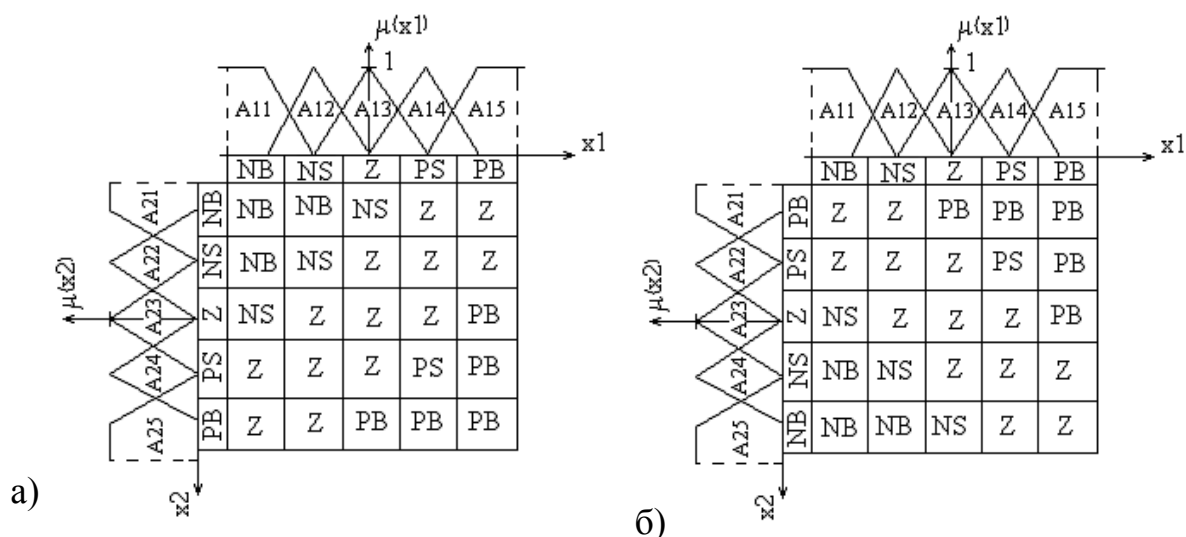 μ(x1)
1
A11 A12 A13 A14 A15
x1
NB NS Z PS PB
A21 NB NB NB NS Z Z
A22 NS NB NS Z Z Z
μ(x2) A23 Z NS Z Z Z PB
A24 PS Z Z Z PS PB
A25 PB Z Z PB PB PB
x2
а)
μ(x1)
1
A11 A12 A13 A14 A15
x1
NB NS Z PS PB
A21 PB Z Z PB PB PB
A22 PS Z Z Z PS PB
μ(x2) A23 Z NS Z Z Z PB
A24 NS NB NS Z Z Z
A25 NB NB NB NS Z Z
x2
б)